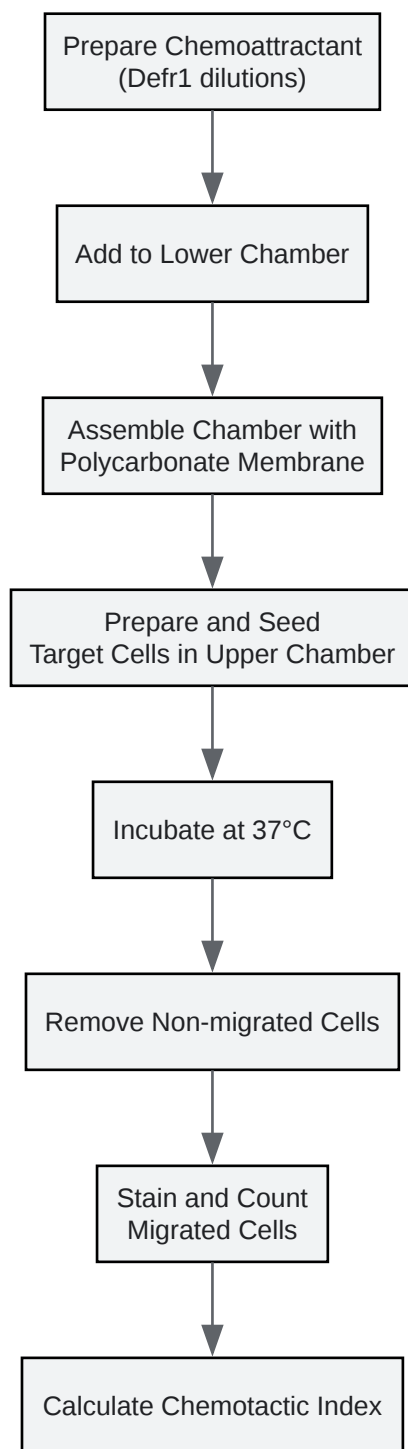 Prepare Chemoattractant
(Defr1 dilutions)
Add to Lower Chamber
Assemble Chamber with
Polycarbonate Membrane
Prepare and Seed
Target Cells in Upper Chamber
Incubate at 37°C
Remove Non-migrated Cells
Stain and Count
Migrated Cells
Calculate Chemotactic Index